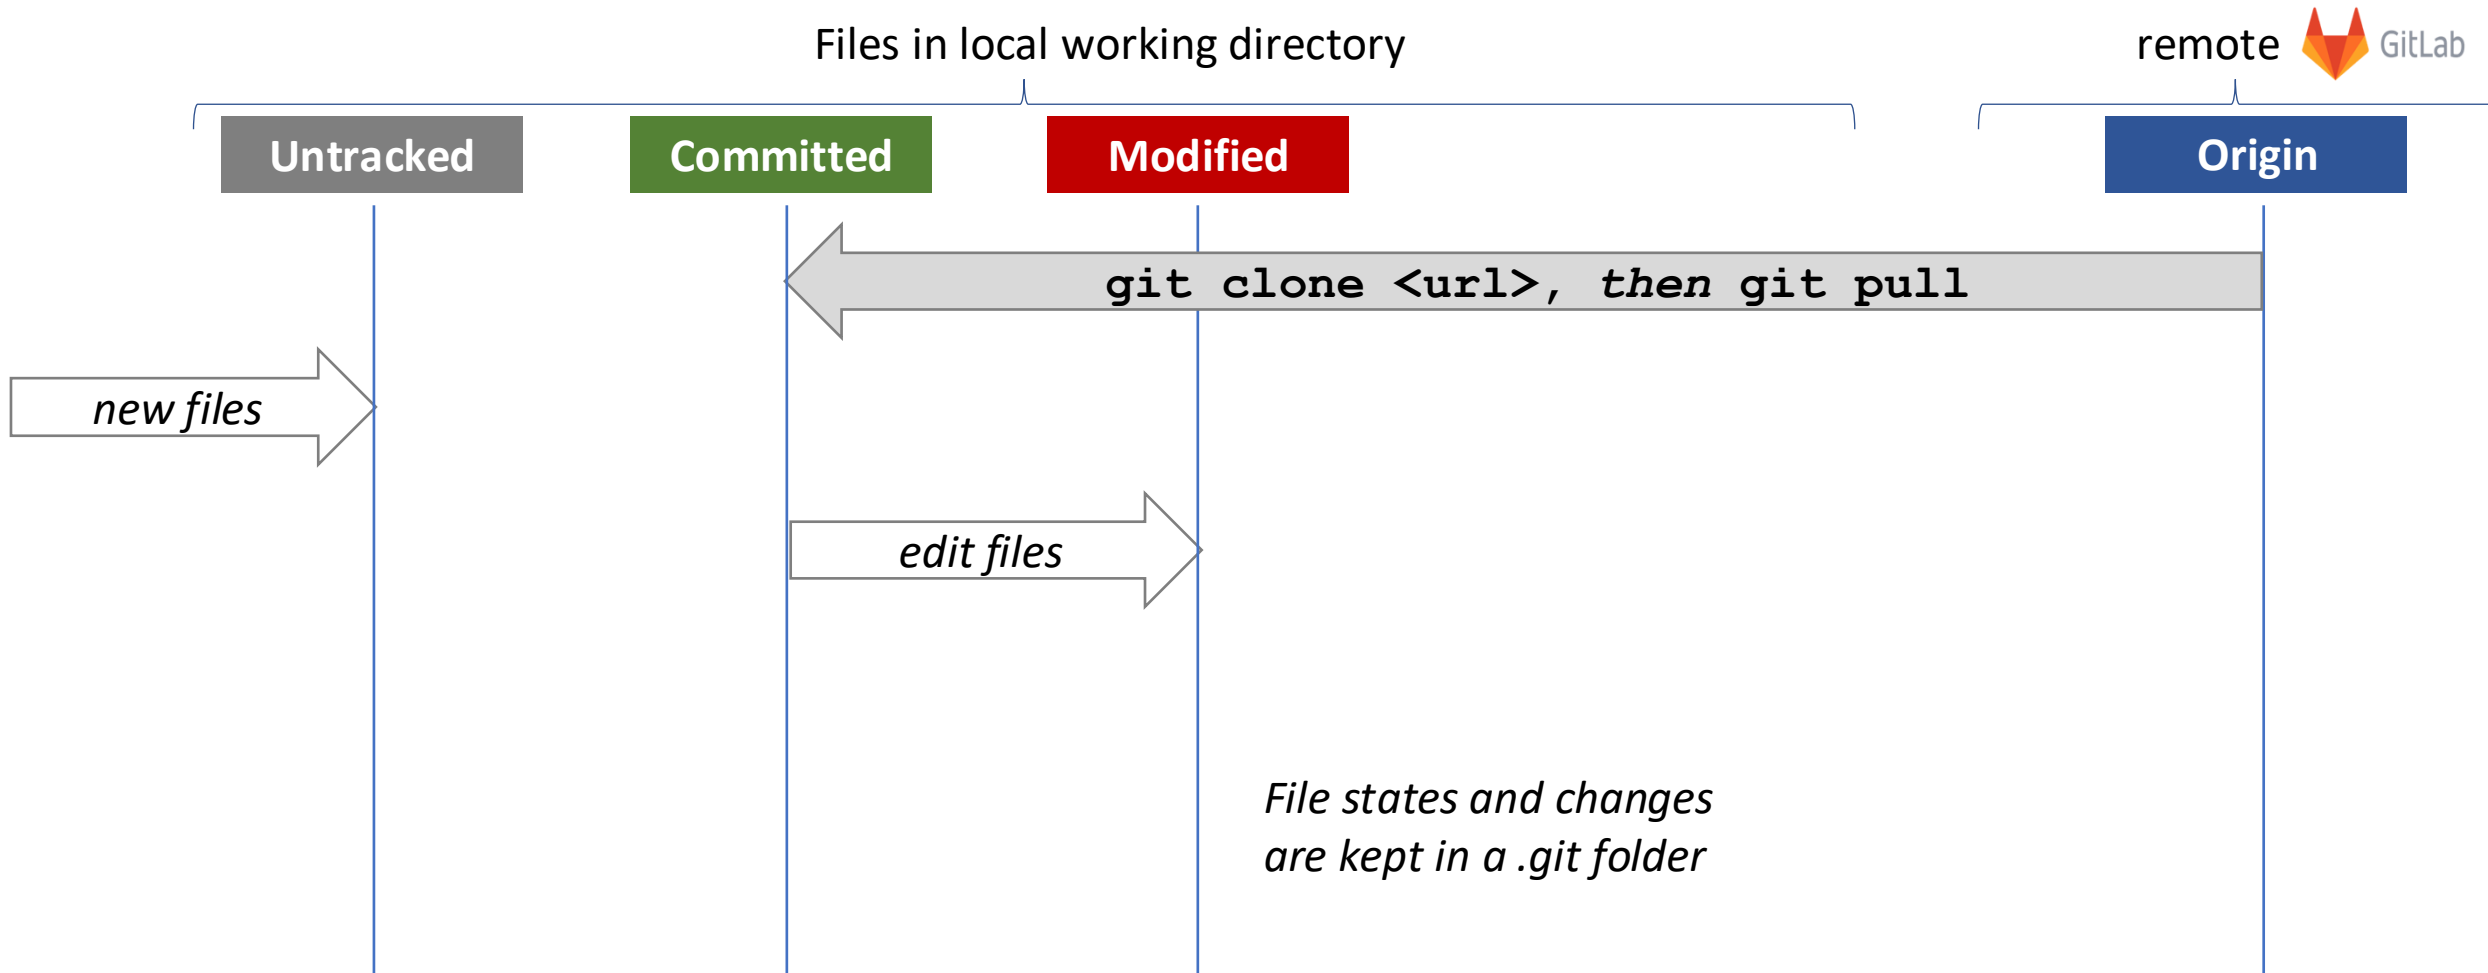 Files in local working directory
remote GitLab
Untracked
Committed
Modified
Origin
git clone <url>, then git pull
new files
edit files
File states and changes
are kept in a .git folder